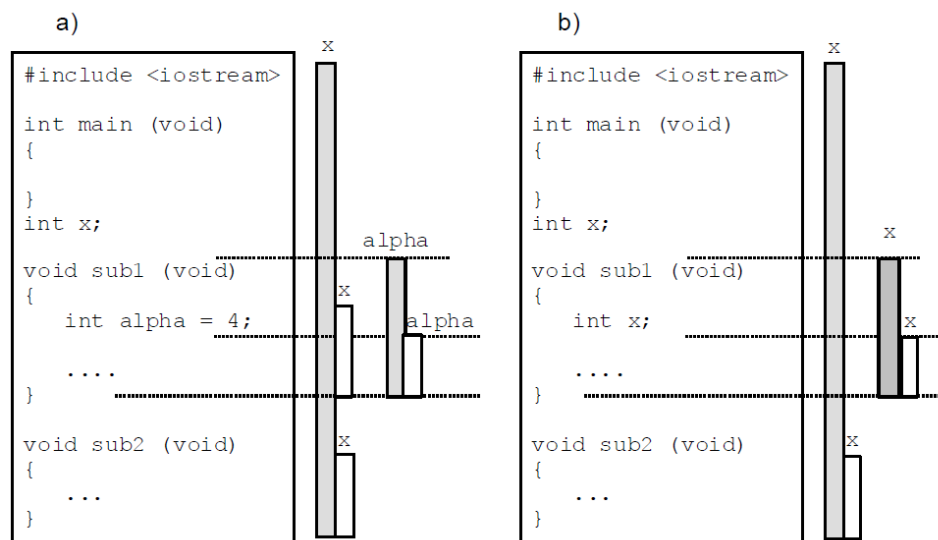 a)
x
#include <iostream>
int main (void)
{
}
int x;
alpha
void sub1 (void)
{
x
int alpha = 4;
alpha
....
}
void sub2 (void)
x
{
...
}
b)
x
#include <iostream>
int main (void)
{
}
int x;
x
void sub1 (void)
{
int x;
x
....
}
void sub2 (void)
x
{
...
}